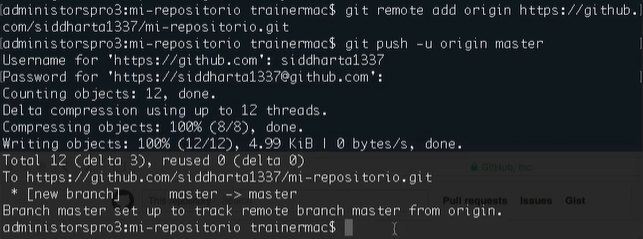 [administorspro3:mi-repositorio trainermac$ git remote add origin https://github.
com/siddharta1337/mi-repositorio.git
[administorspro3:mi-repositorio trainermac$ git push -u origin master
Username for 'https://github.com': siddharta1337
Password for 'https://siddharta1337@github.com':
Counting objects: 12, done.
Delta compression using up to 12 threads.
Compressing objects: 100% (8/8), done.
Writing objects: 100% (12/12), 4.99 KiB | 0 bytes/s, done.
Total 12 (delta 3), reused 0 (delta 0)
To https://github.com/siddharta1337/mi-repositorio.git
* [new branch] master -> master
Pull requests Issues Gist
Branch master set up to track remote branch master from origin.
administorspro3:mi-repositorio trainermac$